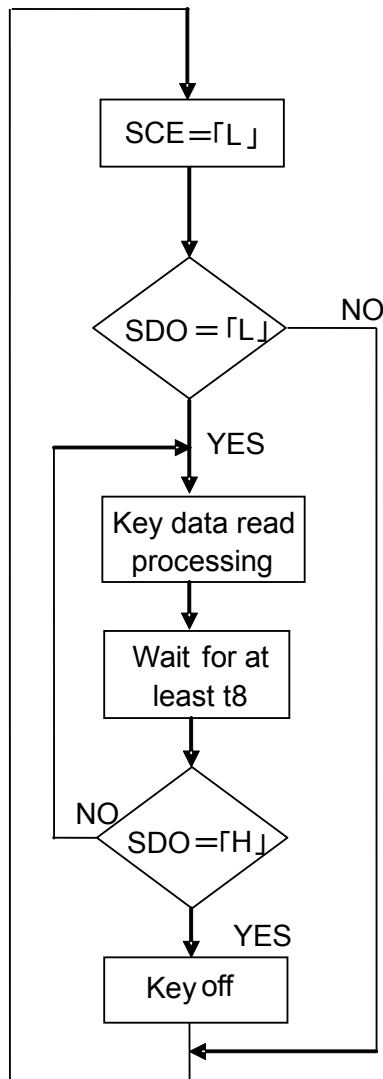 SCE=「L」
SDO=「L」
NO
YES
Key data read
processing
Wait for at
least t8
NO
SDO=「H」
YES
Key off